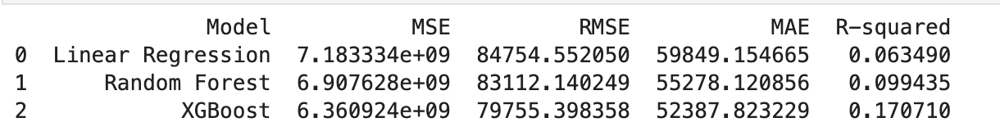 Model MSE RMSE MAE R-squared
0 Linear Regression 7.183334e+09 84754.552050 59849.154665 0.063490
1 Random Forest 6.907628e+09 83112.140249 55278.120856 0.099435
2 XGBoost 6.360924e+09 79755.398358 52387.823229 0.170710